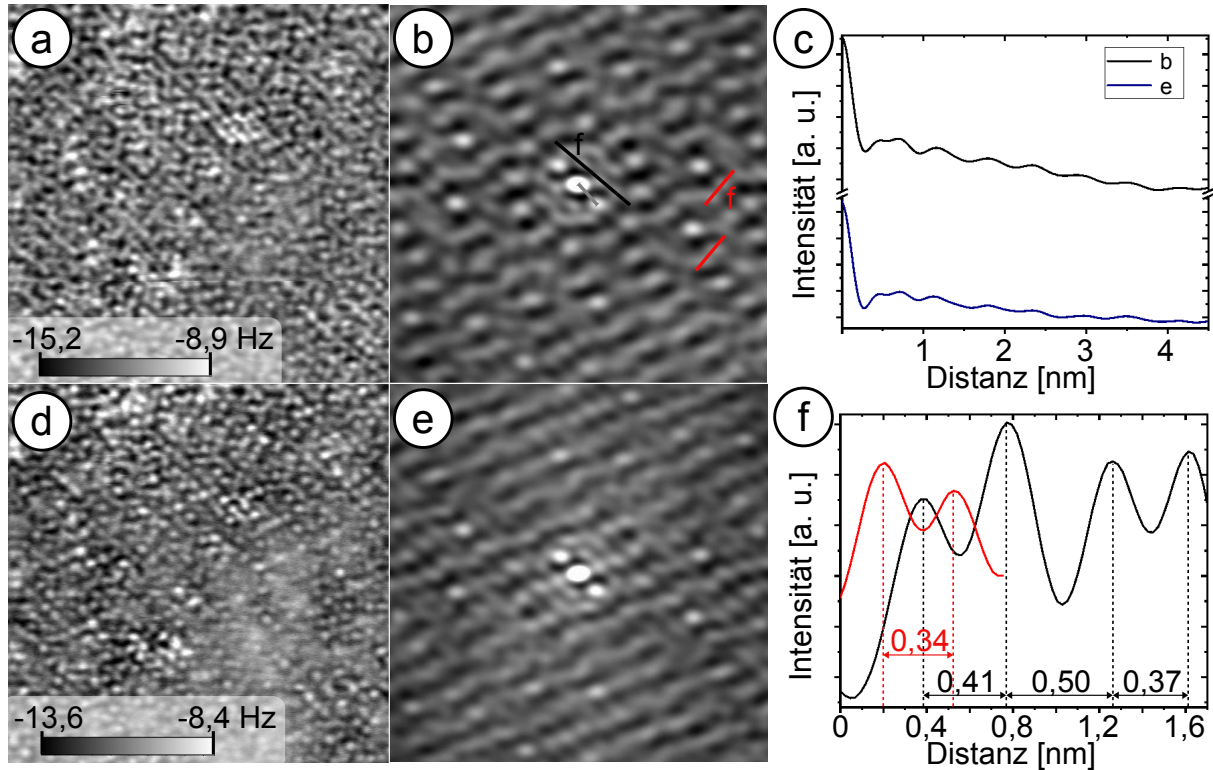 a
-15,2
-8,9 Hz
b
f
f
c
Intensität [a. u.]
b
e
1
2
3
4
Distanz [nm]
d
-13,6
-8,4 Hz
e
f
Intensität [a. u.]
0,34
0,41
0,50
0,37
0
0,4
0,8
1,2
1,6
Distanz [nm]